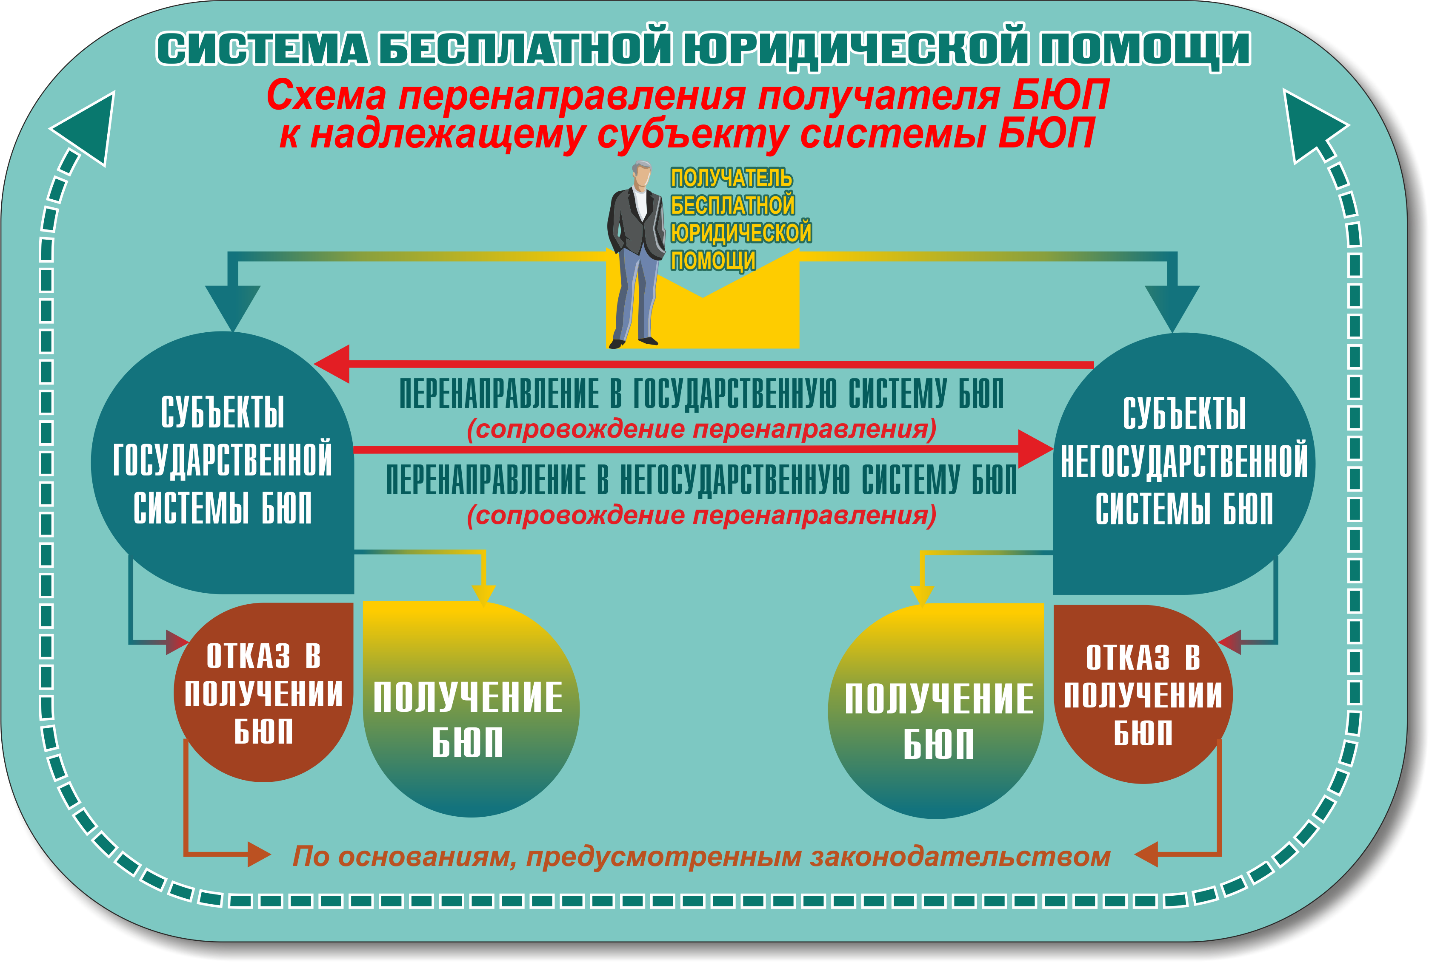 СИСТЕМА БЕСПЛАТНОЙ ЮРИДИЧЕСКОЙ ПОМОЩИ
Схема перенаправления получателя БЮП
к надлежащему субъекту системы БЮП
ПОЛУЧАТЕЛЬ
БЕСПЛАТНОЙ
ЮРИДИЧЕСКОЙ
ПОМОЩИ
СУБЪЕКТЫ
ГОСУДАРСТВЕННОЙ
СИСТЕМЫ БЮП
ПЕРЕНАПРАВЛЕНИЕ В ГОСУДАРСТВЕННУЮ СИСТЕМУ БЮП
(сопровождение перенаправления)
ПЕРЕНАПРАВЛЕНИЕ В НЕГОСУДАРСТВЕННУЮ СИСТЕМУ БЮП
(сопровождение перенаправления)
СУБЪЕКТЫ
НЕГОСУДАРСТВЕННОЙ
СИСТЕМЫ БЮП
ОТКАЗ В
ПОЛУЧЕНИИ
БЮП
ПОЛУЧЕНИЕ
БЮП
ПОЛУЧЕНИЕ
БЮП
ОТКАЗ В
ПОЛУЧЕНИИ
БЮП
По основаниям, предусмотренным законодательством